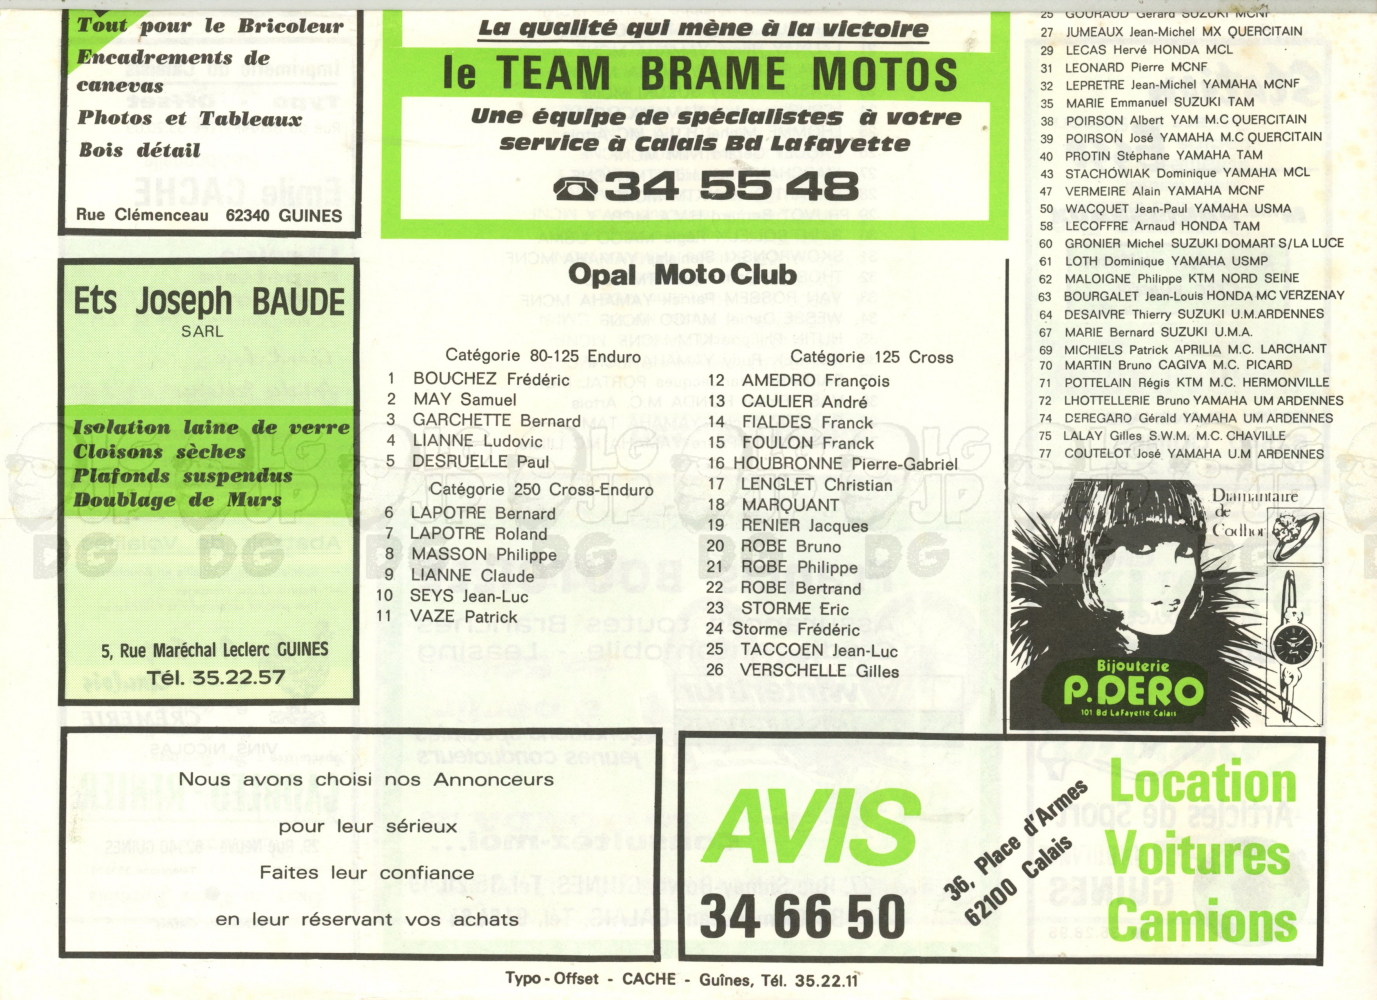 Tout pour le Bricoleur
Encadrements de
canevas
Photos et Tableaux
Bois détail
Rue Clémenceau 62340 GUINES
Ets Joseph BAUDE
SARL
Isolation laine de verre
Cloisons sèches
Plafonds suspendus
Doublage de Murs
5, Rue Maréchal Leclerc GUINES
Tél. 35.22.57
La qualité qui mène à la victoire
le TEAM BRAME MOTOS
Une équipe de spécialistes à votre
service à Calais Bd Lafayette
☎ 34 55 48
Opal Moto Club
Catégorie 80-125 Enduro
1 BOUCHEZ Frédéric
2 MAY Samuel
3 GARCHETTE Bernard
4 LIANNE Ludovic
5 DESRUELLE Paul
Catégorie 250 Cross-Enduro
6 LAPOTRE Bernard
7 LAPOTRE Roland
8 MASSON Philippe
9 LIANNE Claude
10 SEYS Jean-Luc
11 VAZE Patrick
Catégorie 125 Cross
12 AMEDRO François
13 CAULIER André
14 FIALDES Franck
15 FOULON Franck
16 HOUBRONNE Pierre-Gabriel
17 LENGLET Christian
18 MARQUANT
19 RENIER Jacques
20 ROBE Bruno
21 ROBE Philippe
22 ROBE Bertrand
23 STORME Eric
24 Storme Frédéric
25 TACCOEN Jean-Luc
26 VERSCHELLE Gilles
25 GOURAUD Gérard SUZUKI MCNF
27 JUMEAUX Jean-Michel MX QUERCITAIN
29 LECAS Hervé HONDA MCL
31 LEONARD Pierre MCNF
32 LEPRETRE Jean-Michel YAMAHA MCNF
35 MARIE Emmanuel SUZUKI TAM
38 POIRSON Albert YAM M.C QUERCITAIN
39 POIRSON José YAMAHA M.C QUERCITAIN
40 PROTIN Stéphane YAMAHA TAM
43 STACHOWIAK Dominique YAMAHA MCL
47 VERMEIRE Alain YAMAHA MCNF
50 WACQUET Jean-Paul YAMAHA USMA
58 LECOFFRE Arnaud HONDA TAM
60 GRONIER Michel SUZUKI DOMART S/LA LUCE
61 LOTH Dominique YAMAHA USMP
62 MALOIGNE Philippe KTM NORD SEINE
63 BOURGALET Jean-Louis HONDA MC VERZENAY
64 DESAIVRE Thierry SUZUKI U.M.ARDENNES
67 MARIE Bernard SUZUKI U.M.A.
69 MICHIELS Patrick APRILIA M.C. LARCHANT
70 MARTIN Bruno CAGIVA M.C. PICARD
71 POTTELAIN Régis KTM M.C. HERMONVILLE
72 LHOTTELLERIE Bruno YAMAHA UM ARDENNES
74 DEREGARO Gérald YAMAHA UM ARDENNES
75 LALAY Gilles S.W.M. M.C. CHAVILLE
77 COUTELOT José YAMAHA U.M ARDENNES
Diamantaire
de
Codhor
Bijouterie
P.DERO
101 Bd LaFayette Calais
Nous avons choisi nos Annonceurs
pour leur sérieux
Faites leur confiance
en leur réservant vos achats
AVIS
34 66 50
36, Place d'Armes
62100 Calais
Location
Voitures
Camions
Typo - Offset - CACHE - Guînes, Tél. 35.22.11